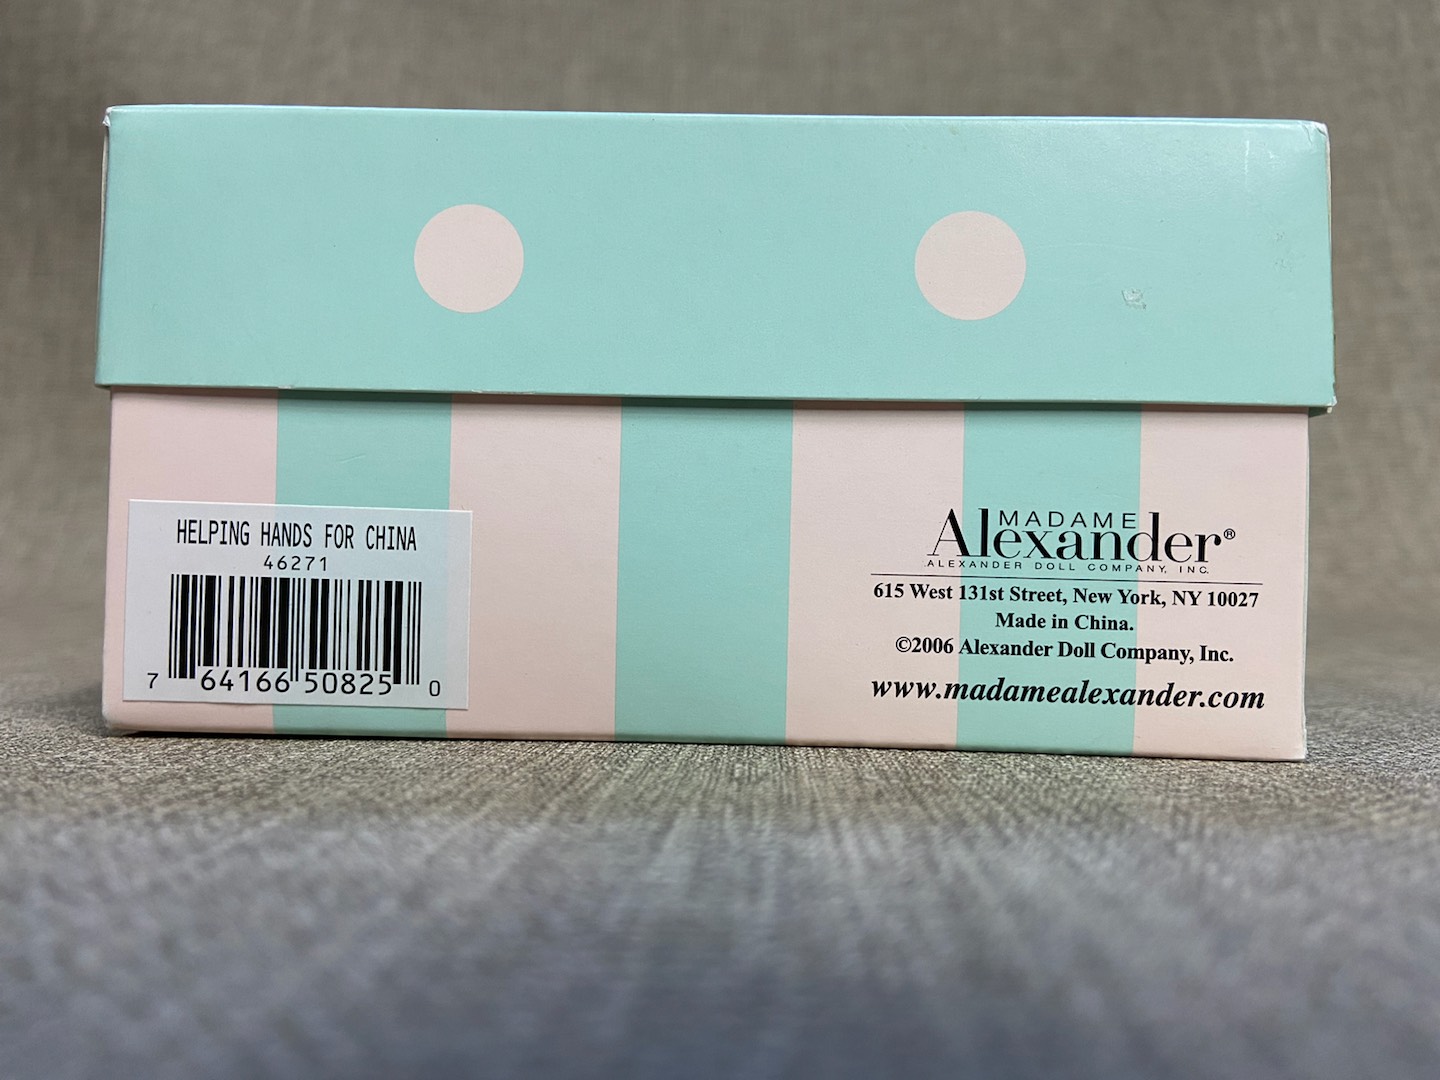 HELPING HANDS FOR CHINA
46271
7 64166 50825 0
MADAME
Alexander®
ALEXANDER DOLL COMPANY, INC.
615 West 131st Street, New York, NY 10027
Made in China.
©2006 Alexander Doll Company, Inc.
www.madamealexander.com